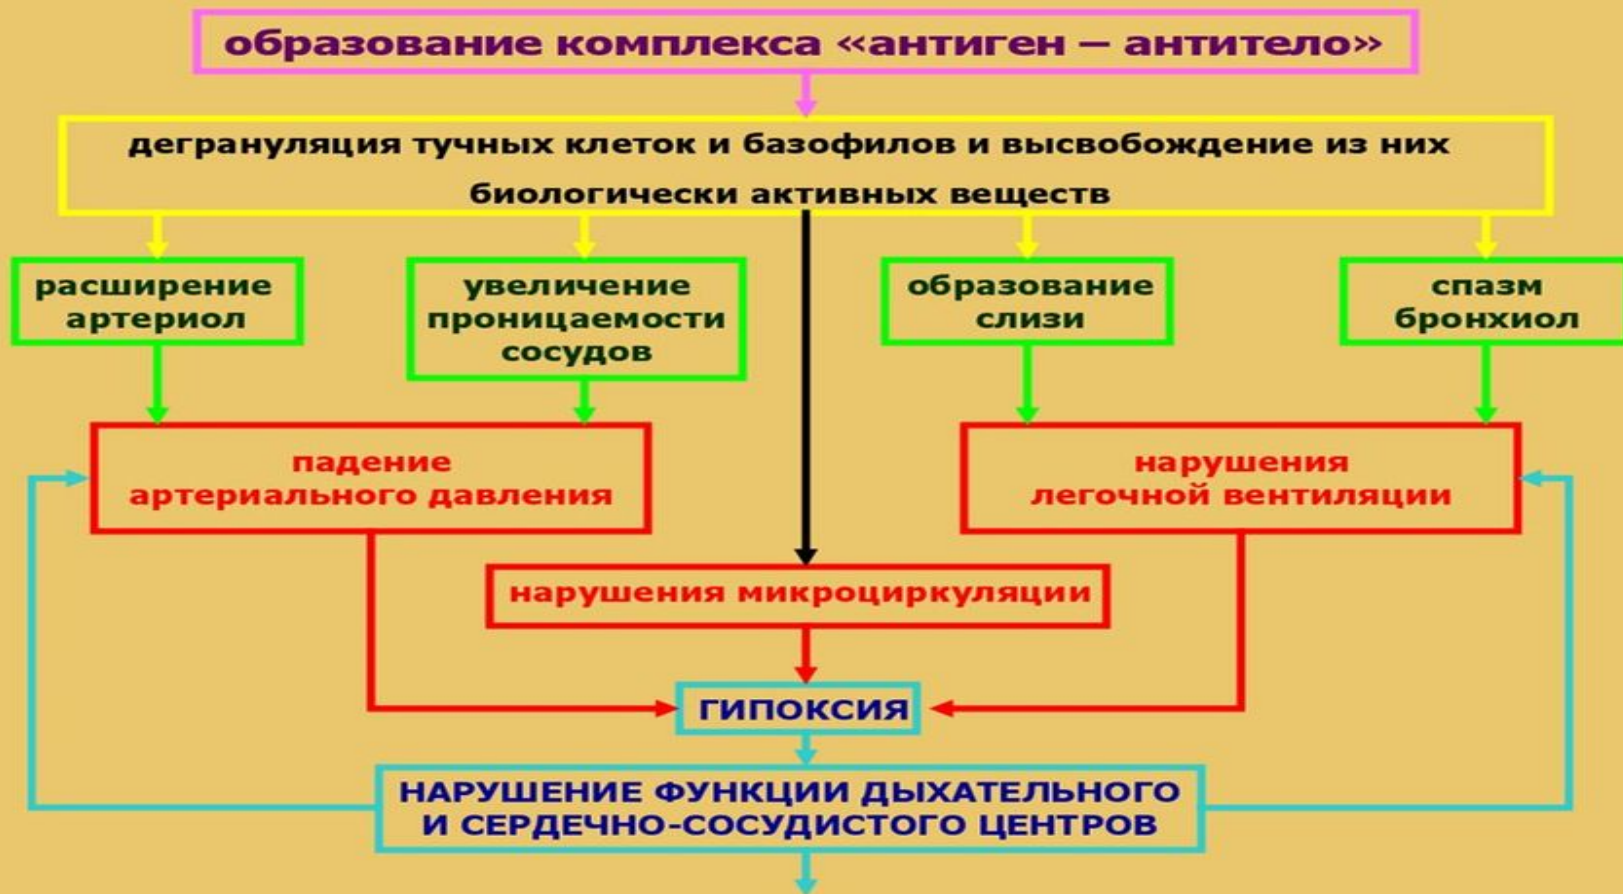 образование комплекса «антиген – антитело»
дегрануляция тучных клеток и базофилов и высвобождение из них
биологически активных веществ
расширение
артериол
увеличение
проницаемости
сосудов
образование
слизи
спазм
бронхиол
падение
артериального давления
нарушения
легочной вентиляции
нарушения микроциркуляции
ГИПОКСИЯ
НАРУШЕНИЕ ФУНКЦИИ ДЫХАТЕЛЬНОГО
И СЕРДЕЧНО-СОСУДИСТОГО ЦЕНТРОВ